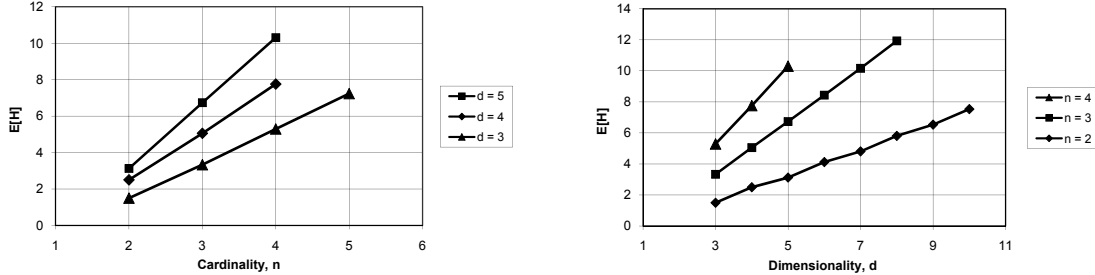 12
10
8
6
4
2
0
E[H]
1 2 3 4 5 6
Cardinality, n
d = 5
d = 4
d = 3
14
12
10
8
6
4
2
0
E[H]
1 3 5 7 9 11
Dimensionality, d
n = 4
n = 3
n = 2